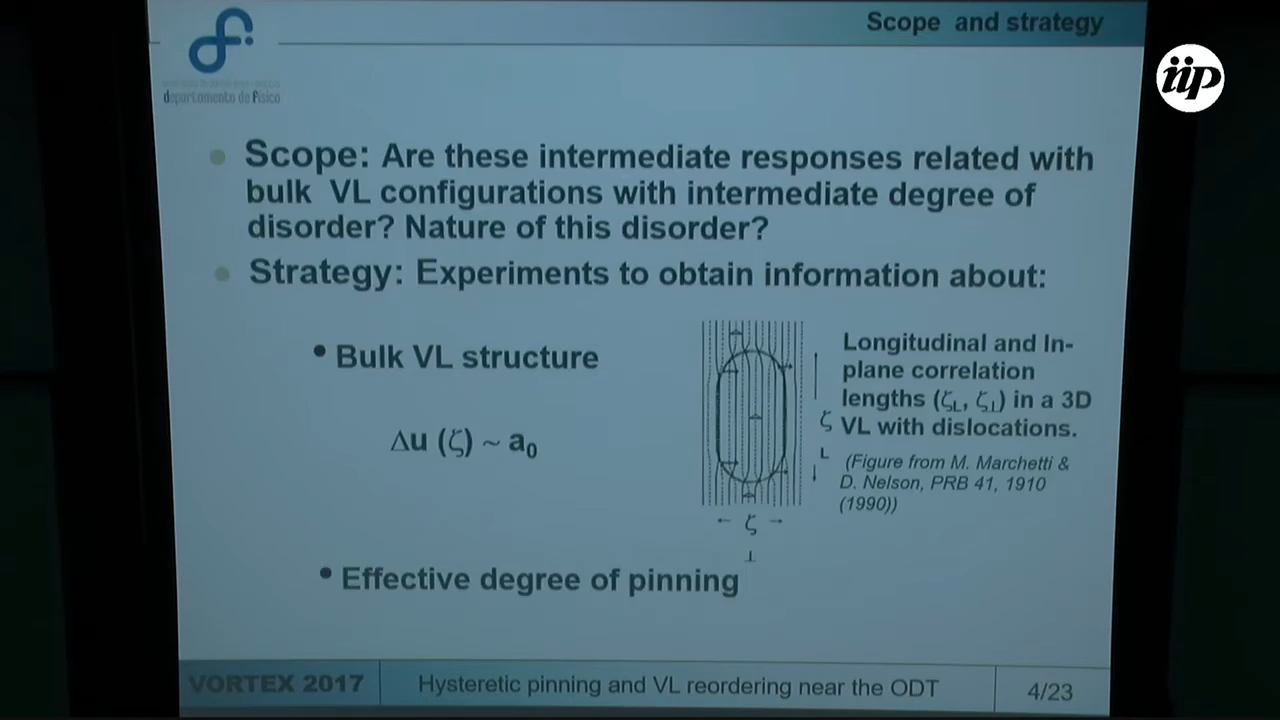 Scope and strategy
iip
departamento de física
Scope: Are these intermediate responses related with
bulk VL configurations with intermediate degree of
disorder? Nature of this disorder?
Strategy: Experiments to obtain information about:
Bulk VL structure
Δu (ζ) ~ a0
Longitudinal and In-
plane correlation
lengths (ζL, ζ⊥) in a 3D
VL with dislocations.
(Figure from M. Marchetti &
D. Nelson, PRB 41, 1910
(1990))
ζ
L
← ζ →
⊥
Effective degree of pinning
VORTEX 2017
Hysteretic pinning and VL reordering near the ODT
4/23